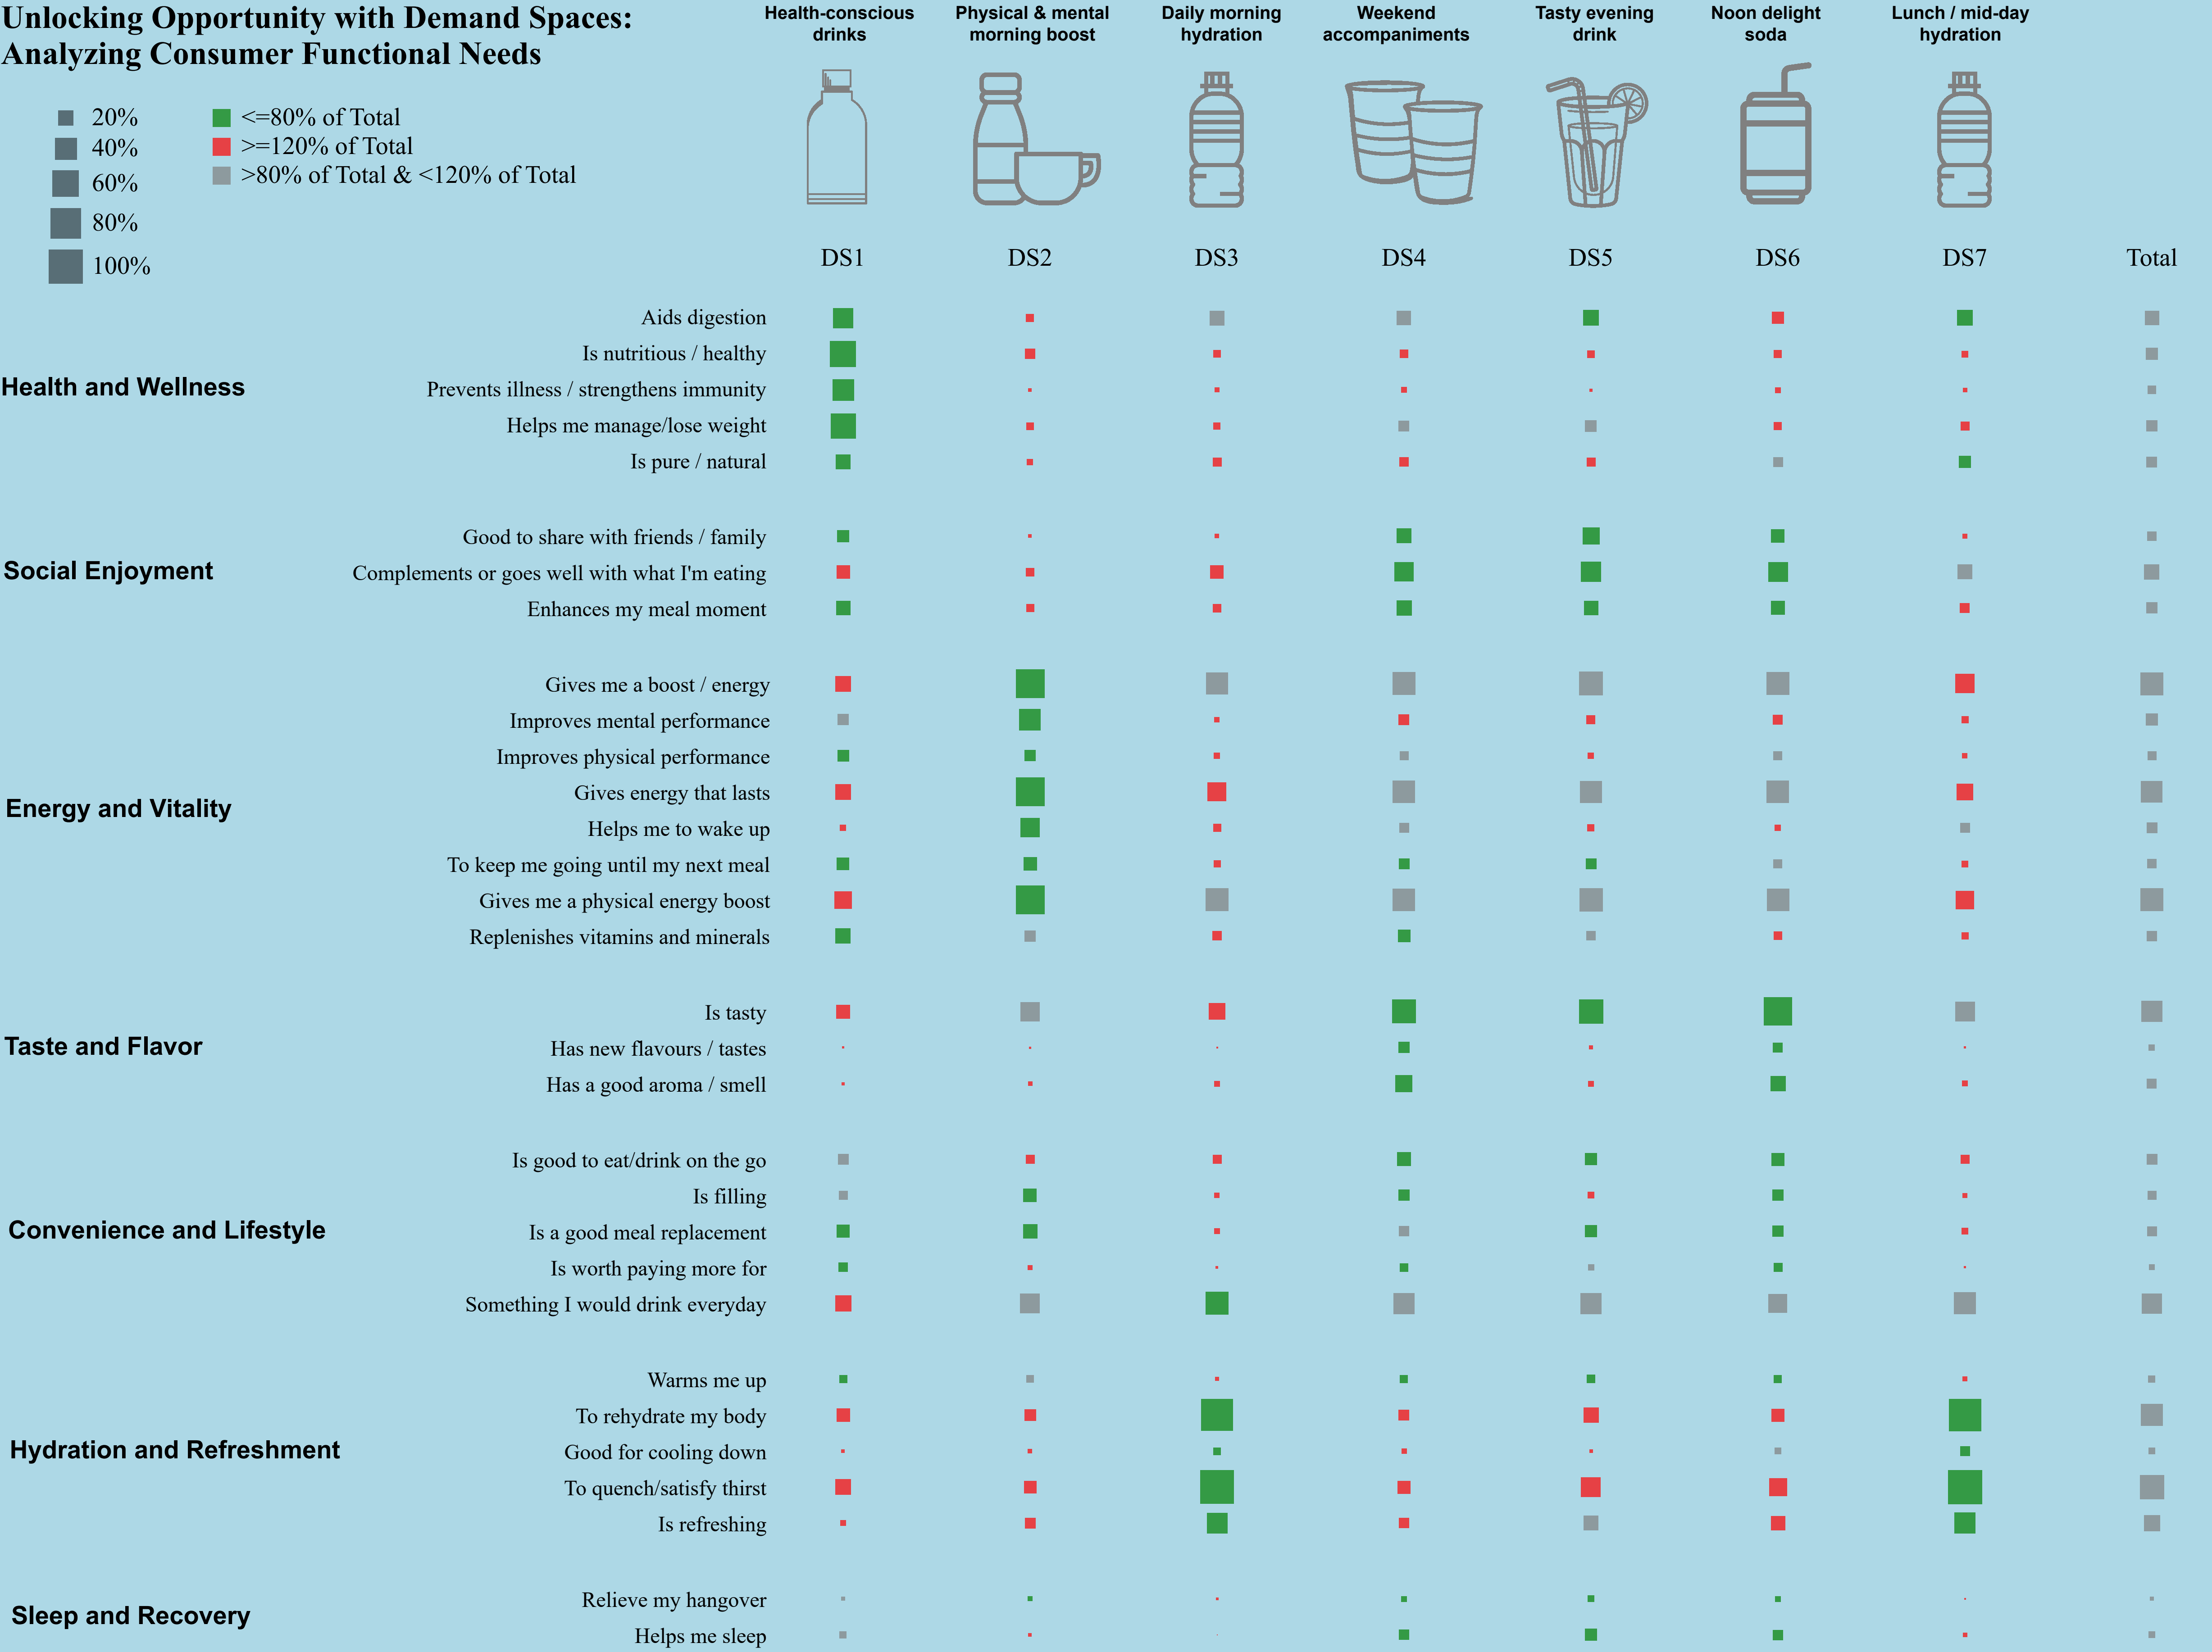 Unlocking Opportunity with Demand Spaces:
Analyzing Consumer Functional Needs
20%
40%
60%
80%
100%
<=80% of Total
>=120% of Total
>80% of Total & <120% of Total
Health-conscious
drinks
Physical & mental
morning boost
Daily morning
hydration
Weekend
accompaniments
Tasty evening
drink
Noon delight
soda
Lunch / mid-day
hydration
DS1 DS2 DS3 DS4 DS5 DS6 DS7 Total
Health and Wellness
Aids digestion
Is nutritious / healthy
Prevents illness / strengthens immunity
Helps me manage/lose weight
Is pure / natural
Social Enjoyment
Good to share with friends / family
Complements or goes well with what I'm eating
Enhances my meal moment
Energy and Vitality
Gives me a boost / energy
Improves mental performance
Improves physical performance
Gives energy that lasts
Helps me to wake up
To keep me going until my next meal
Gives me a physical energy boost
Replenishes vitamins and minerals
Taste and Flavor
Is tasty
Has new flavours / tastes
Has a good aroma / smell
Convenience and Lifestyle
Is good to eat/drink on the go
Is filling
Is a good meal replacement
Is worth paying more for
Something I would drink everyday
Hydration and Refreshment
Warms me up
To rehydrate my body
Good for cooling down
To quench/satisfy thirst
Is refreshing
Sleep and Recovery
Relieve my hangover
Helps me sleep